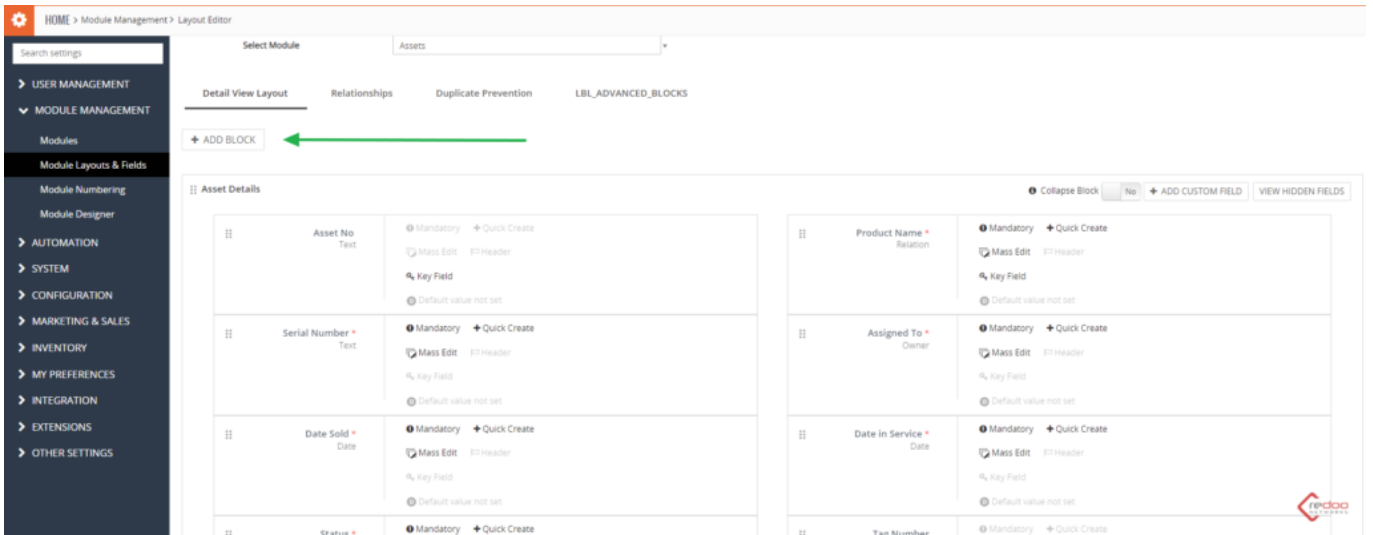 HOME > Module Management > Layout Editor
Search settings
USER MANAGEMENT
MODULE MANAGEMENT
Modules
Module Layouts & Fields
Module Numbering
Module Designer
AUTOMATION
SYSTEM
CONFIGURATION
MARKETING & SALES
INVENTORY
MY PREFERENCES
INTEGRATION
EXTENSIONS
OTHER SETTINGS
Select Module Assets
Detail View Layout Relationships Duplicate Prevention LBL_ADVANCED_BLOCKS
+ ADD BLOCK
Asset Details Collapse Block No + ADD CUSTOM FIELD VIEW HIDDEN FIELDS
Asset No
Text
Mandatory + Quick Create
Mass Edit Header
Key Field
Default value not set
Product Name *
Relation
Mandatory + Quick Create
Mass Edit Header
Key Field
Default value not set
Serial Number *
Text
Mandatory + Quick Create
Mass Edit Header
Key Field
Default value not set
Assigned To *
Owner
Mandatory + Quick Create
Mass Edit Header
Key Field
Default value not set
Date Sold *
Date
Mandatory + Quick Create
Mass Edit Header
Key Field
Default value not set
Date in Service *
Date
Mandatory + Quick Create
Mass Edit Header
Key Field
Default value not set
Status *
Mandatory + Quick Create
Tag Number
Mandatory + Quick Create
redoo
NETWORKS